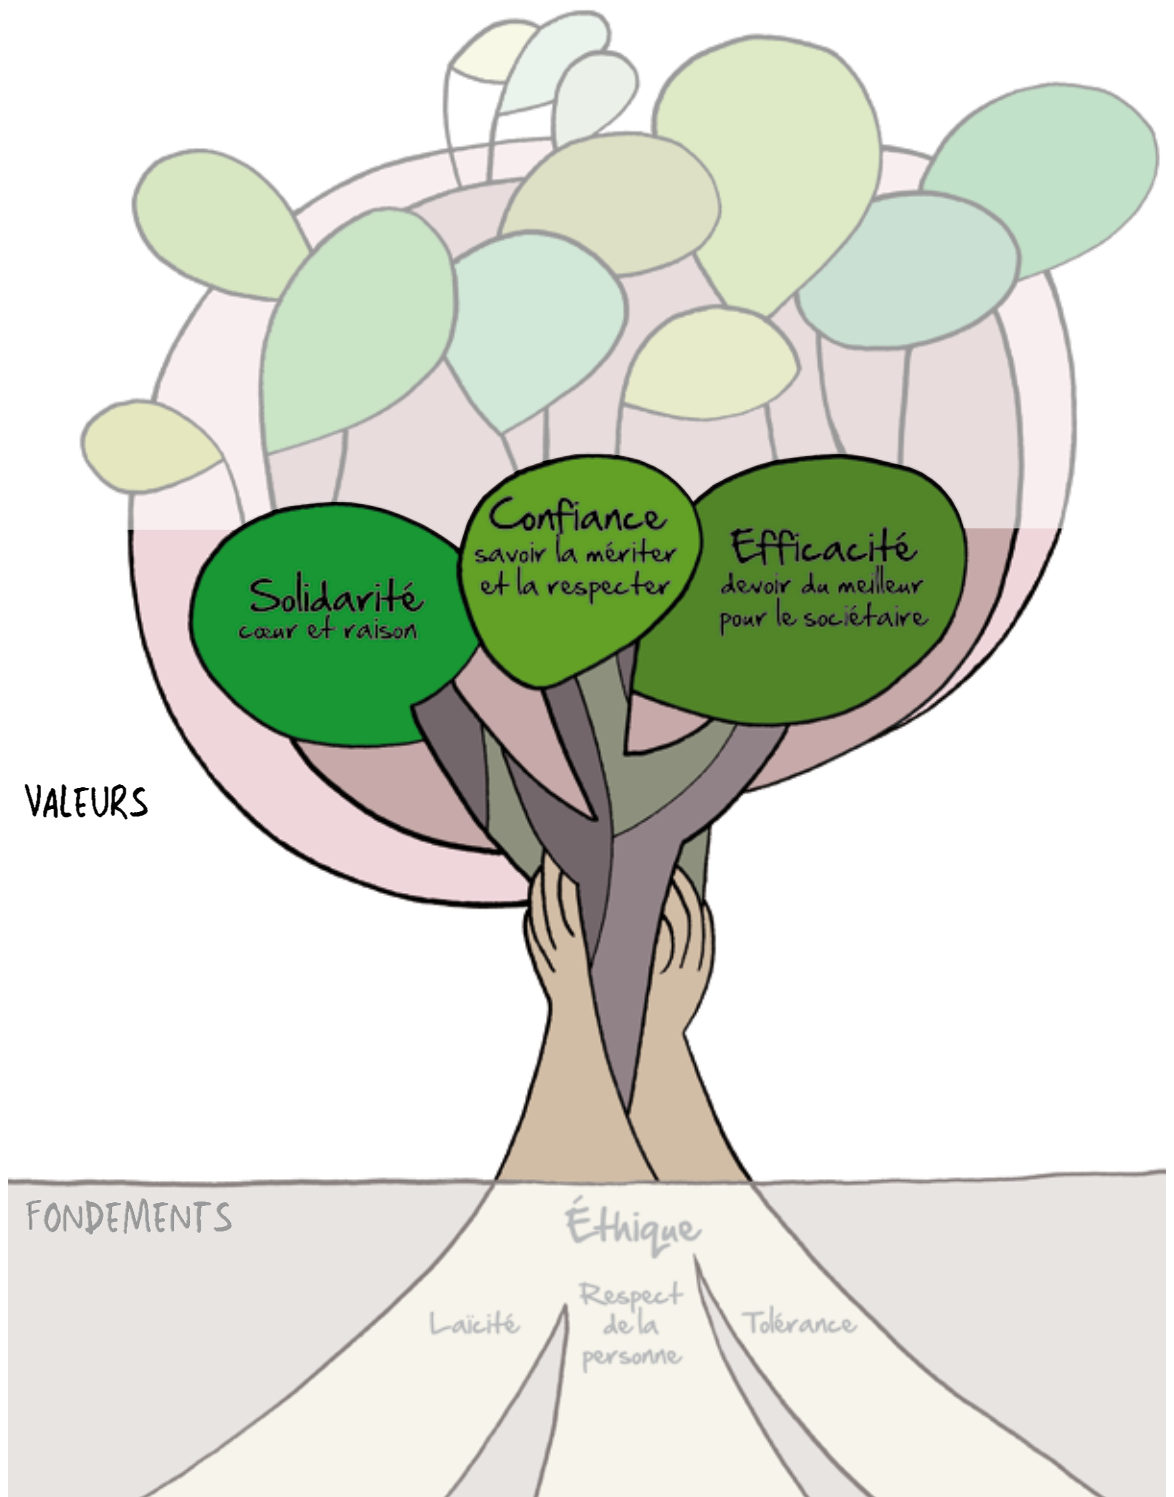 Confiance
savoir la mériter
et la respecter
Efficacité
devoir du meilleur
pour le sociétaire
Solidarité
cœur et raison
VALEURS
FONDEMENTS
Éthique
Laïcité
Respect
de la
personne
Tolérance